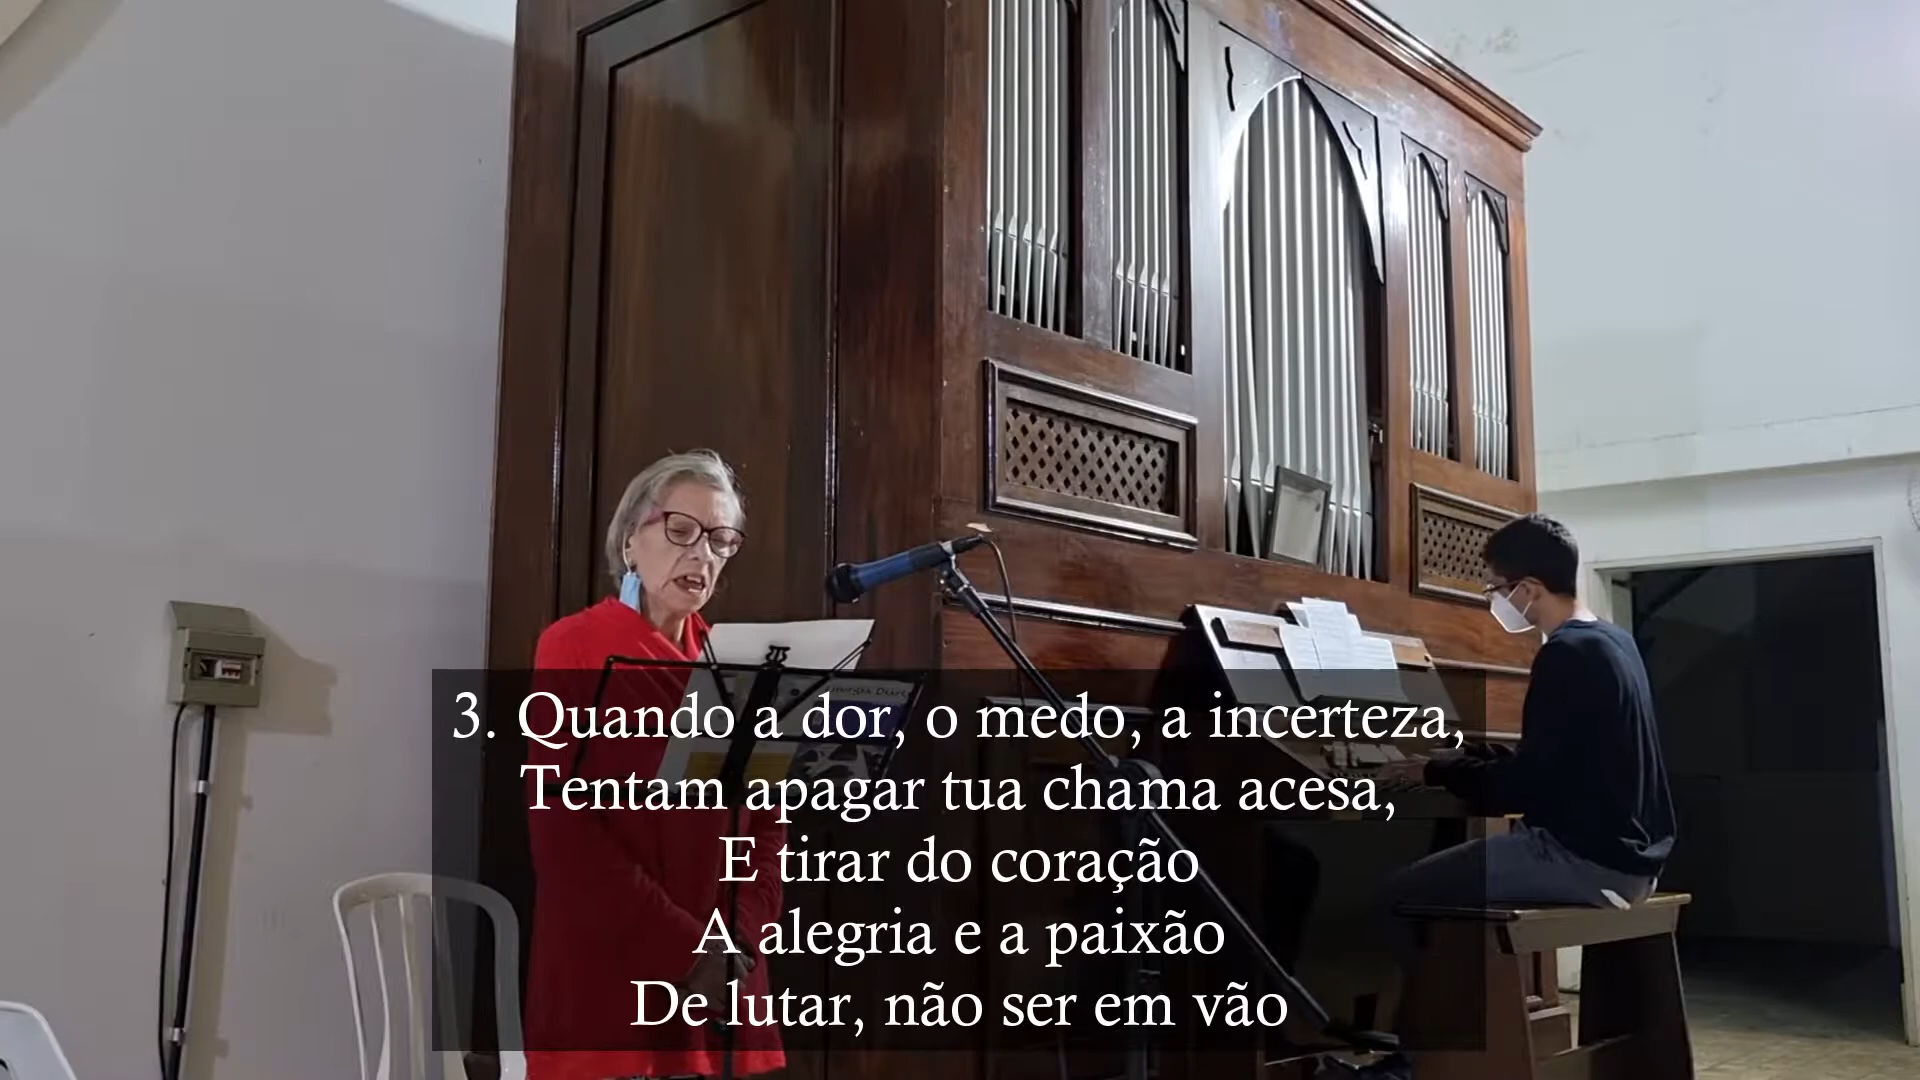 3. Quando a dor, o medo, a incerteza,
Tentam apagar tua chama acesa,
E tirar do coração
A alegria e a paixão
De lutar, não ser em vão